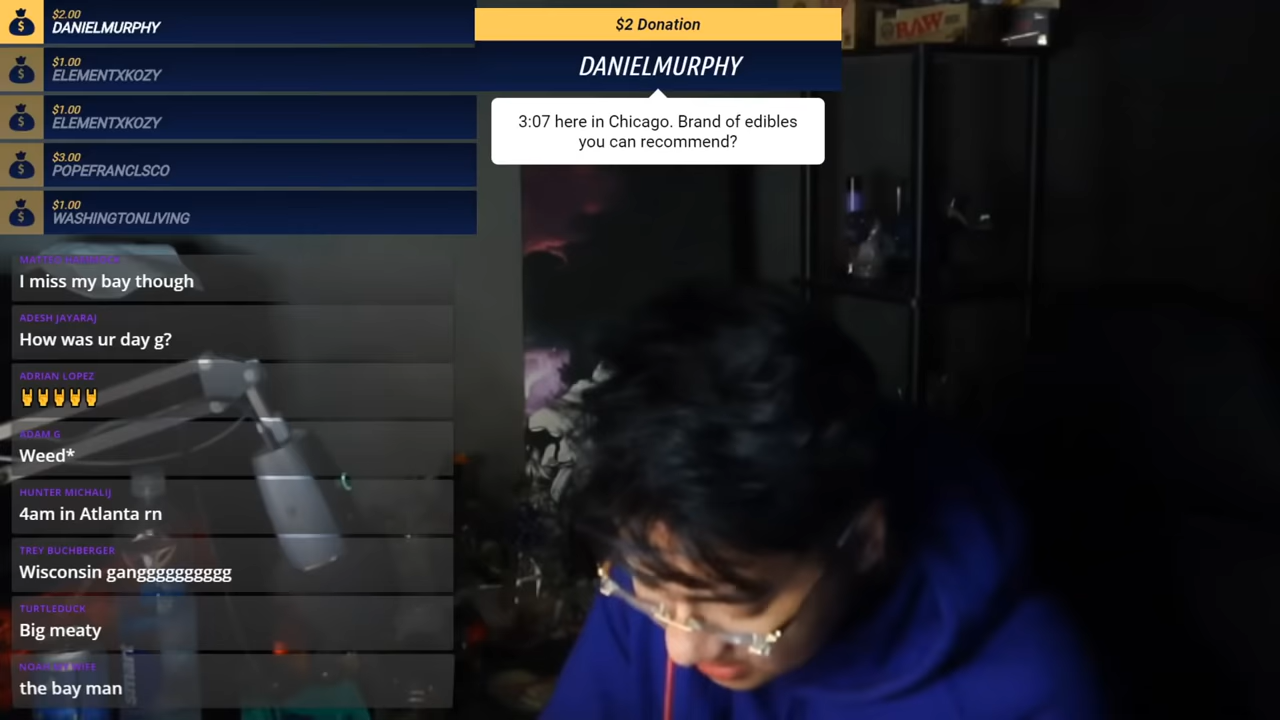 $2.00
DANIELMURPHY
$1.00
ELEMENTXKOZY
$1.00
ELEMENTXKOZY
$3.00
POPEFRANCLSCO
$1.00
WASHINGTONLIVING
$2 Donation
DANIELMURPHY
3:07 here in Chicago. Brand of edibles
you can recommend?
RAW
I miss my bay though
ADESH JAYARAJ
How was ur day g?
ADRIAN LOPEZ
🤘🤘🤘🤘🤘
ADAM G
Weed*
HUNTER MICHALIJ
4am in Atlanta rn
TREY BUCHBERGER
Wisconsin gangggggggggg
TURTLEDUCK
Big meaty
the bay man